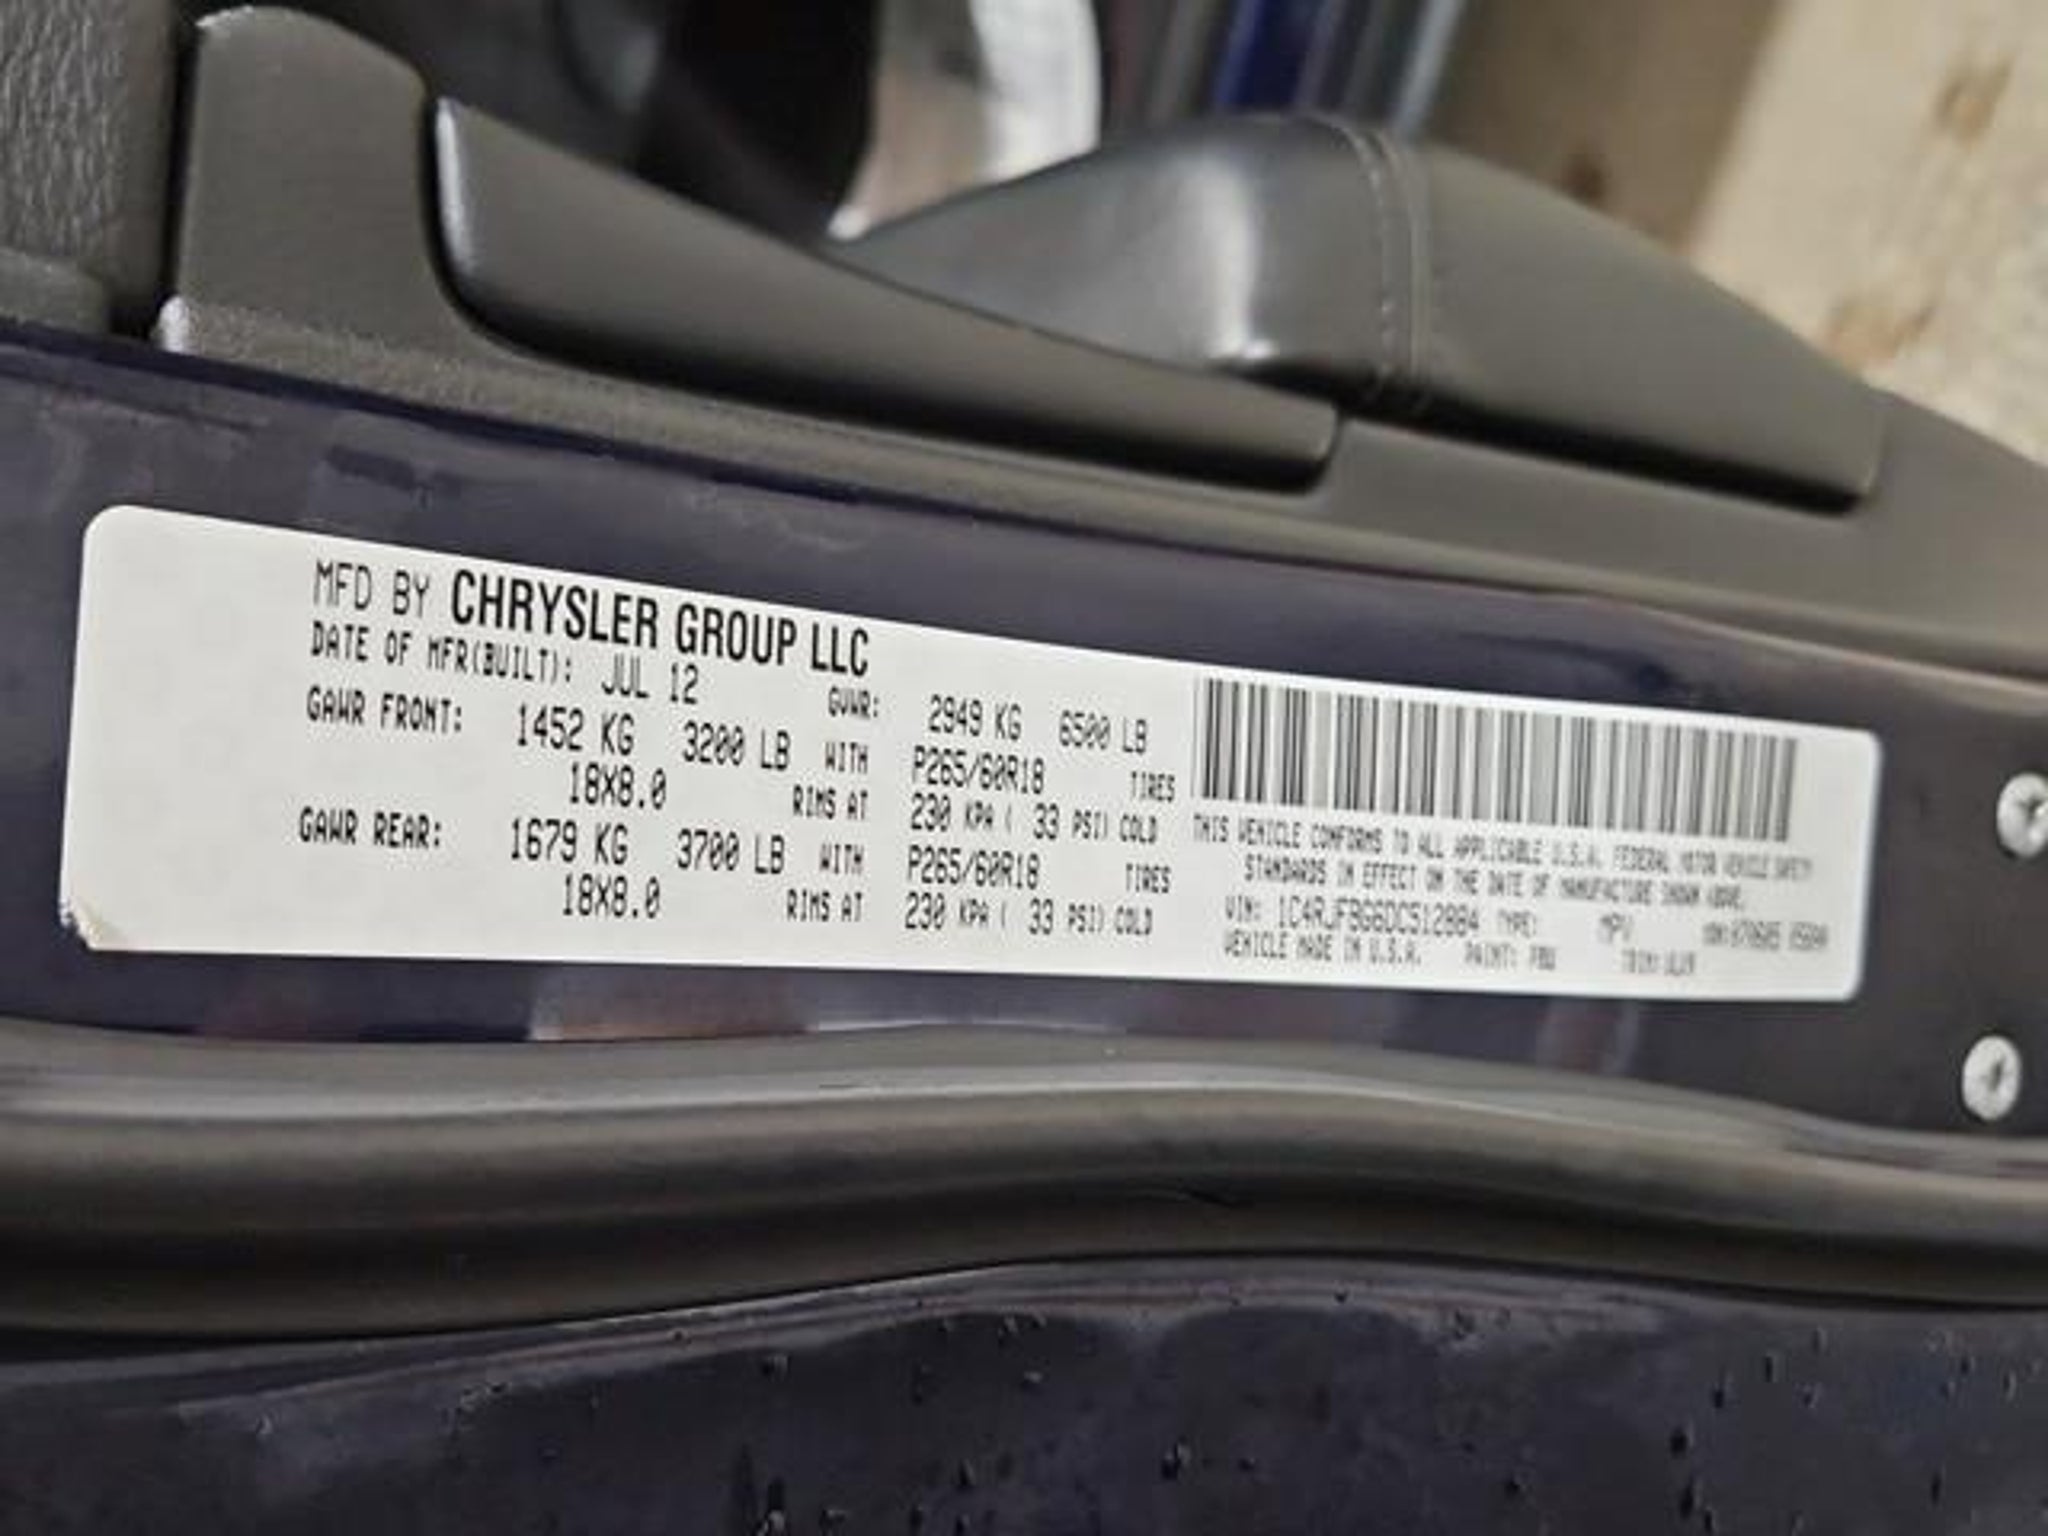 MFD BY CHRYSLER GROUP LLC
DATE OF MFR(BUILT): JUL 12 GVWR: 2949 KG 6500 LB
GAWR FRONT: 1452 KG 3200 LB WITH P265/60R18 TIRES
18X8.0 RIMS AT 230 KPA ( 33 PSI) COLD
GAWR REAR: 1679 KG 3700 LB WITH P265/60R18 TIRES
18X8.0 RIMS AT 230 KPA ( 33 PSI) COLD
THIS VEHICLE CONFORMS TO ALL APPLICABLE U.S.A. FEDERAL MOTOR VEHICLE SAFETY
STANDARDS IN EFFECT ON THE DATE OF MANUFACTURE SHOWN ABOVE.
VIN: 1C4RJFBG6DC512884 TYPE: MPV
VEHICLE MADE IN U.S.A. PAINT: TRIM: